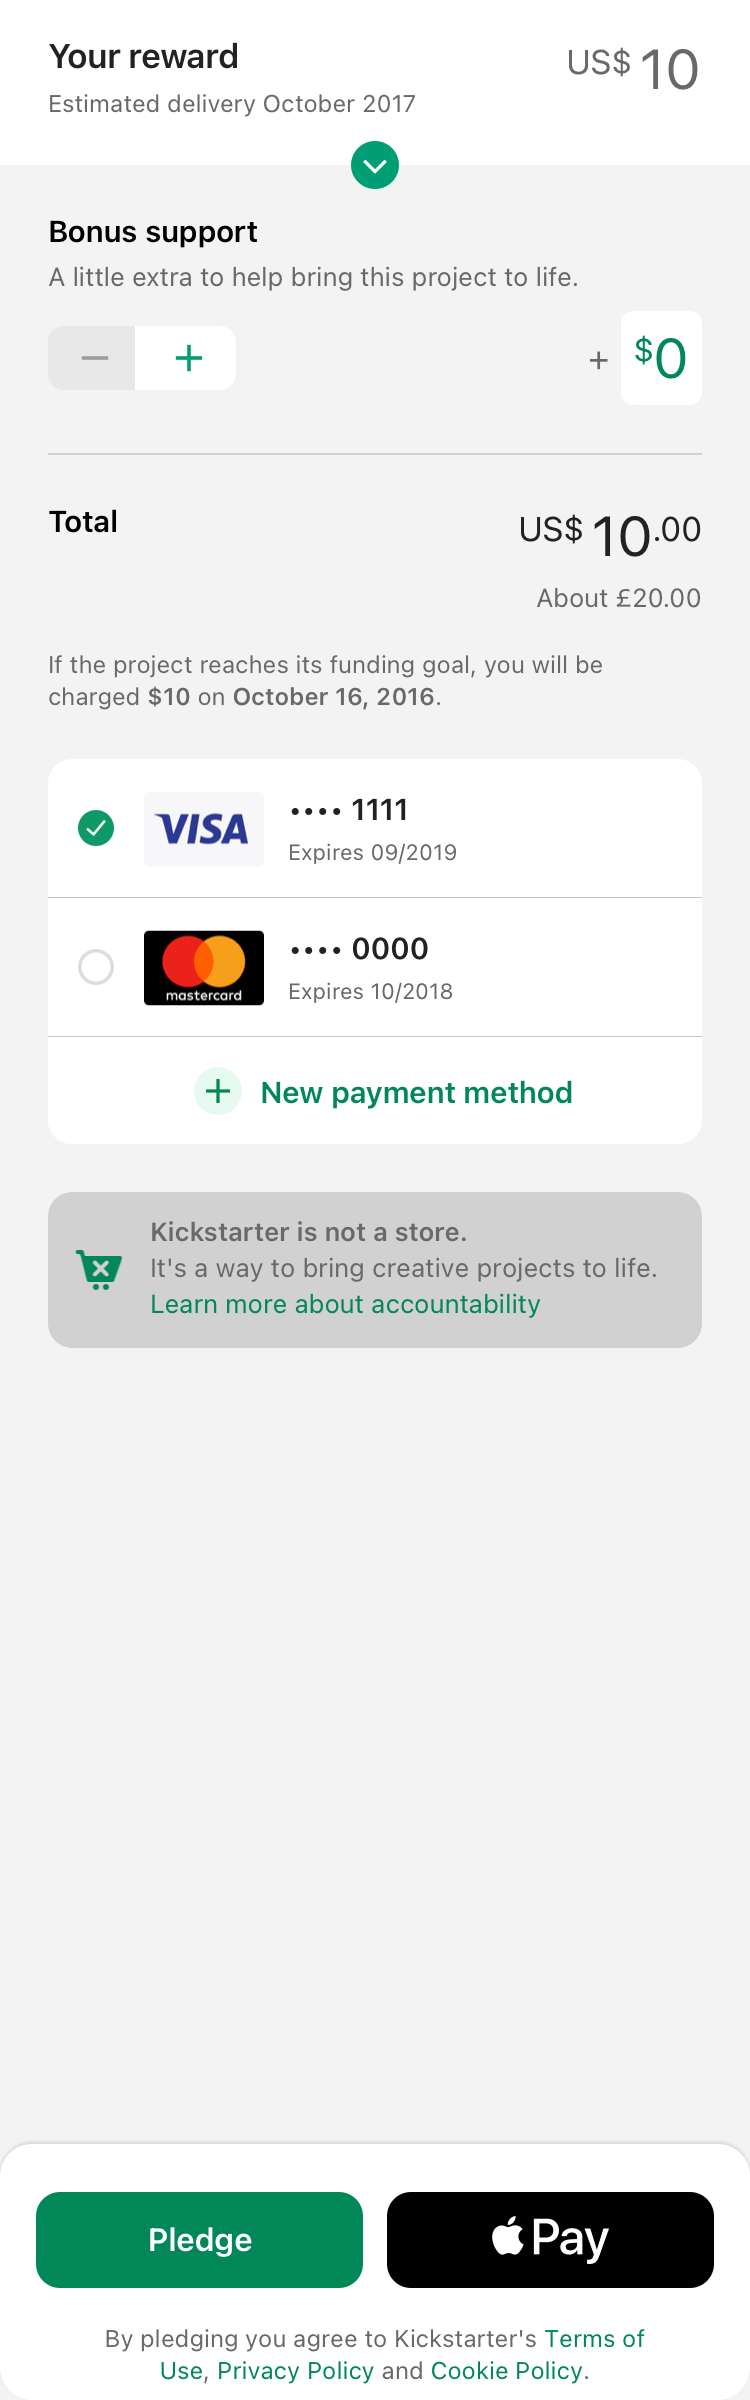 Your reward
US$ 10
Estimated delivery October 2017
Bonus support
A little extra to help bring this project to life.
+ $0
Total
US$ 10.00
About £20.00
If the project reaches its funding goal, you will be
charged $10 on October 16, 2016.
VISA
•••• 1111
Expires 09/2019
mastercard
•••• 0000
Expires 10/2018
New payment method
Kickstarter is not a store.
It's a way to bring creative projects to life.
Learn more about accountability
Pledge
Pay
By pledging you agree to Kickstarter's Terms of
Use, Privacy Policy and Cookie Policy.